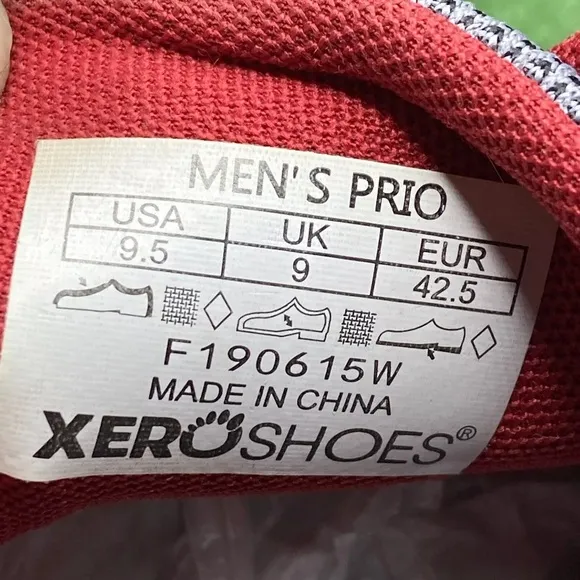 MEN'S PRIO
USA UK EUR
9.5 9 42.5
F190615W
MADE IN CHINA
XEROSHOES®